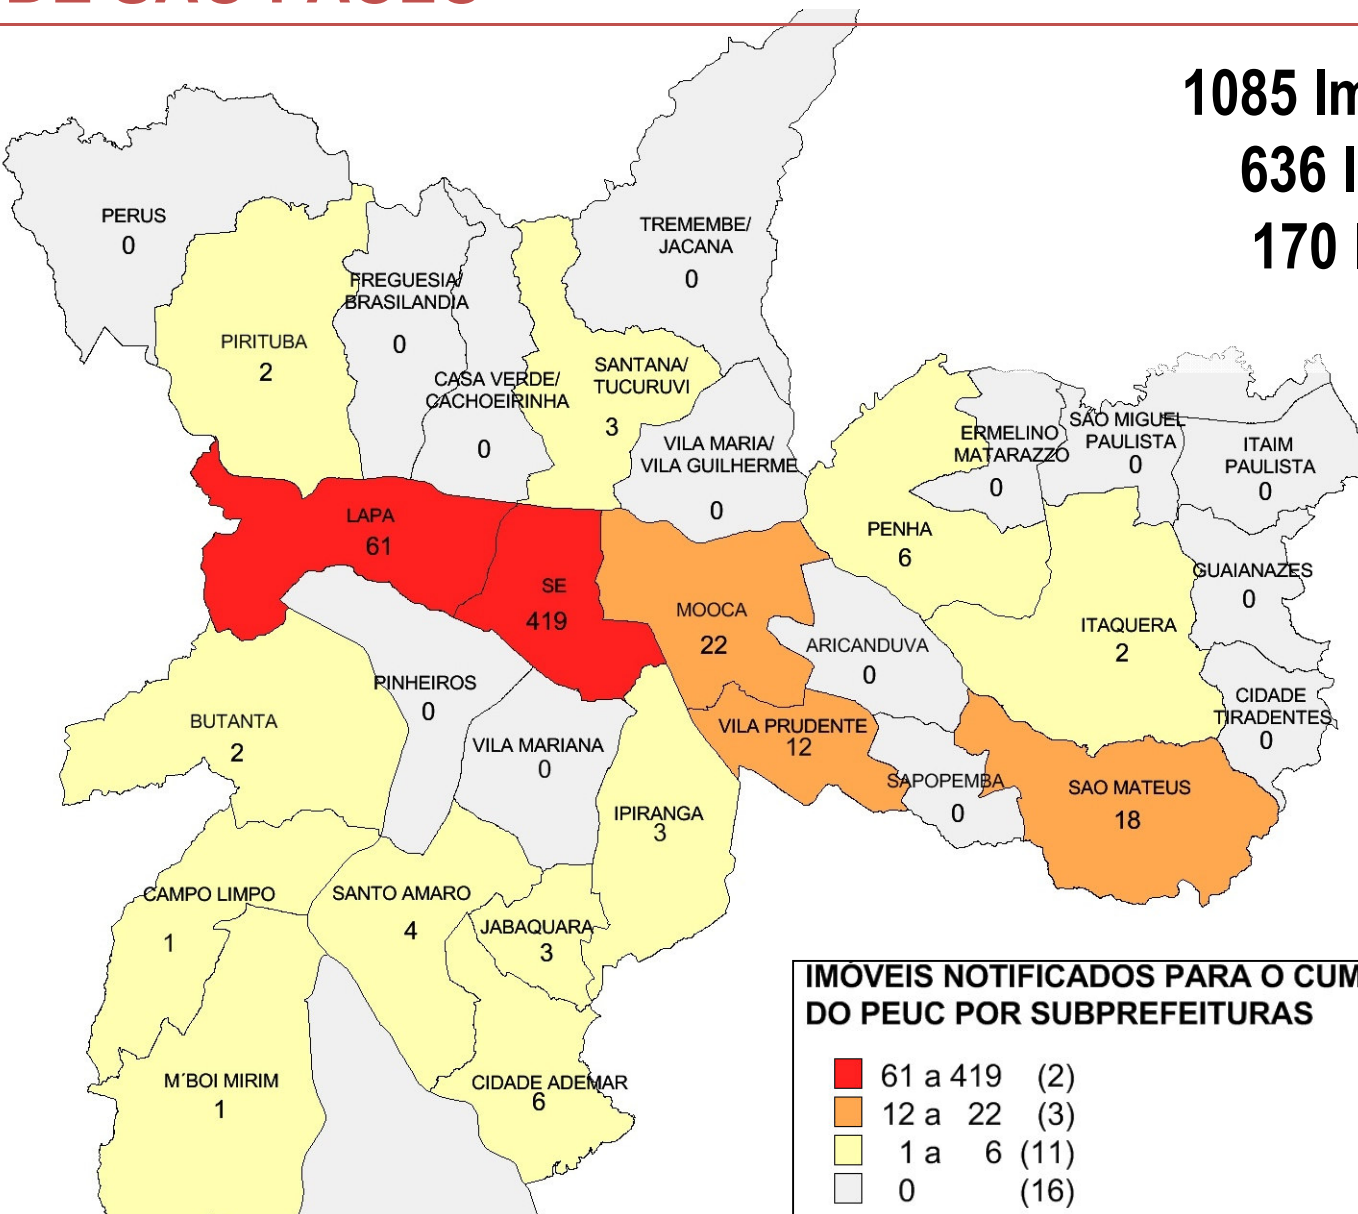 DE SÃO PAULO
1085 Im
636 I
170
PERUS
0
TREMEMBE/
JACANA
0
FREGUESIA/
BRASILANDIA
0
PIRITUBA
2
CASA VERDE/
CACHOEIRINHA
0
SANTANA/
TUCURUVI
3
VILA MARIA/
VILA GUILHERME
0
ERMELINO
MATARAZZO
0
SAO MIGUEL
PAULISTA
0
ITAIM
PAULISTA
0
LAPA
61
PENHA
6
SE
419
MOOCA
22
GUAIANAZES
0
ITAQUERA
2
ARICANDUVA
0
PINHEIROS
0
BUTANTA
2
VILA MARIANA
0
VILA PRUDENTE
12
CIDADE
TIRADENTES
0
SAPOPEMBA
0
SAO MATEUS
18
IPIRANGA
3
CAMPO LIMPO
1
SANTO AMARO
4
JABAQUARA
3
M´BOI MIRIM
1
CIDADE ADEMAR
6
IMÓVEIS NOTIFICADOS PARA O CUM
DO PEUC POR SUBPREFEITURAS
61 a 419 (2)
12 a 22 (3)
1 a 6 (11)
0 (16)